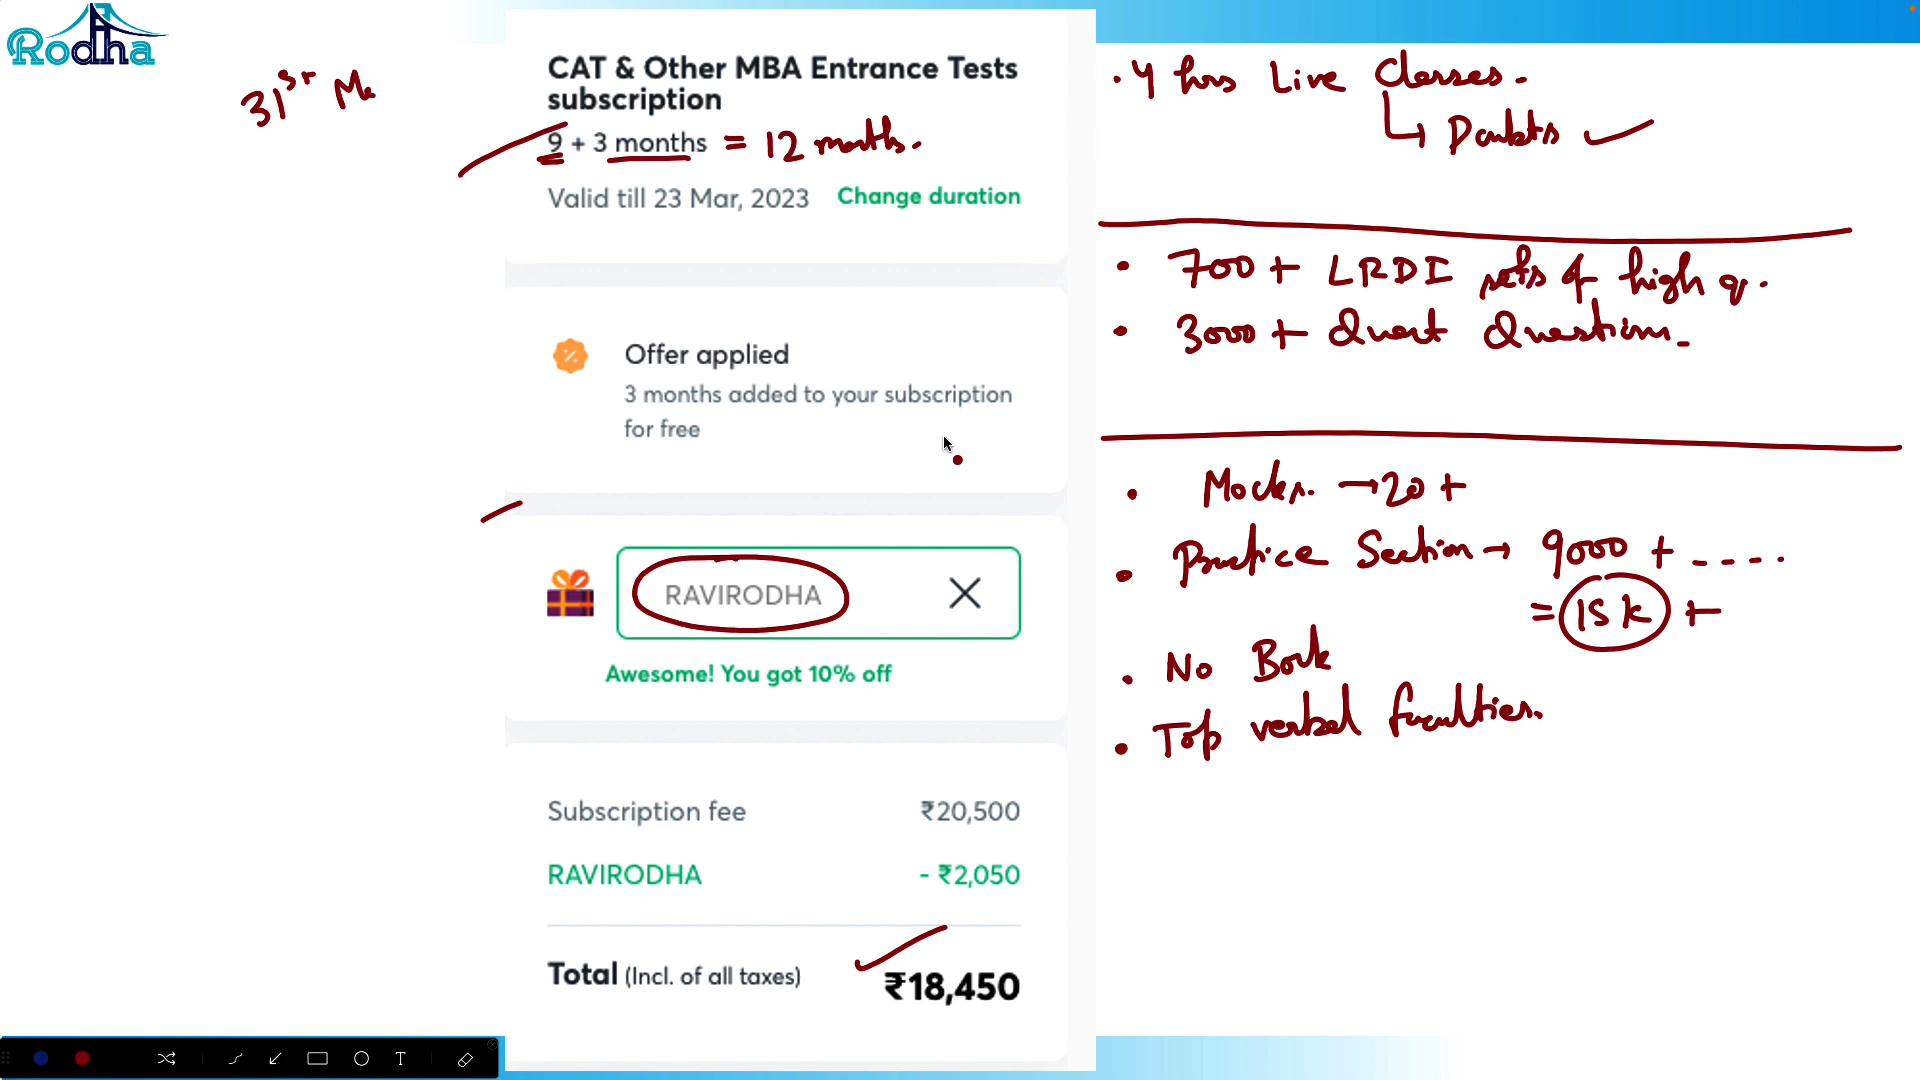 Rodha
31st Ma
CAT & Other MBA Entrance Tests
subscription
9 + 3 months = 12 months.
Valid till 23 Mar, 2023 Change duration
Offer applied
3 months added to your subscription
for free
RAVIRODHA
Awesome! You got 10% off
Subscription fee ₹20,500
RAVIRODHA - ₹2,050
Total (Incl. of all taxes) ₹18,450
• 4 hrs Live Classes.
↳ Doubts ✓
• 700 + LRDI sets of high q.
• 3000 + Quant Questions.
• Mocks. → 20 +
• Practice Section → 9000 + ----
= 15 k +
• No Book
• Top verbal faculties.
T